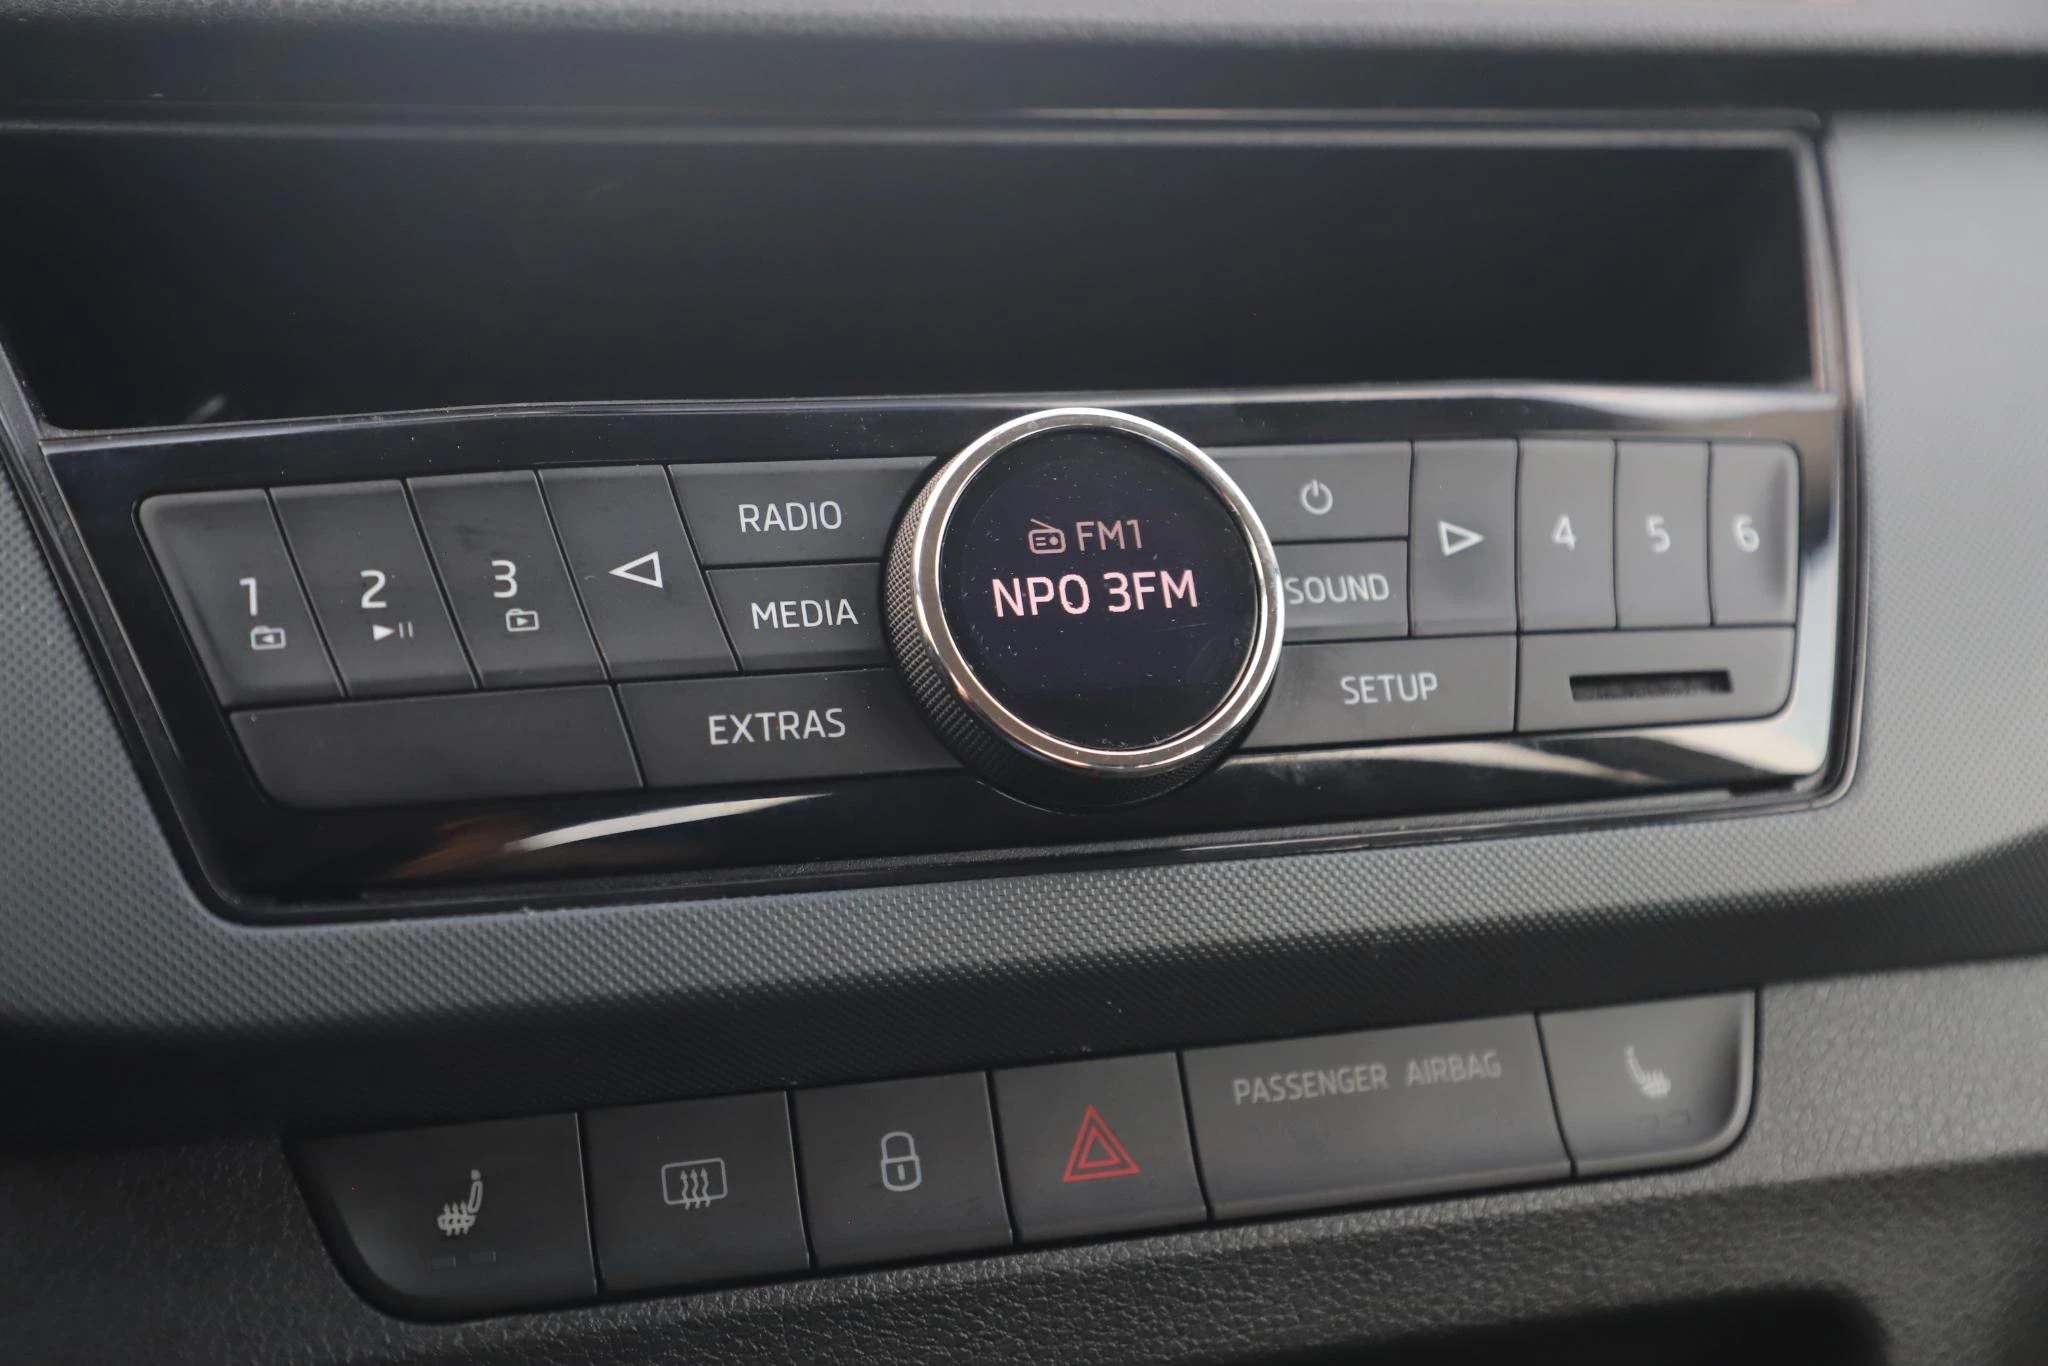 1
2
3
RADIO
MEDIA
EXTRAS
FM1
NPO 3FM
SOUND
SETUP
4
5
6
PASSENGER AIRBAG